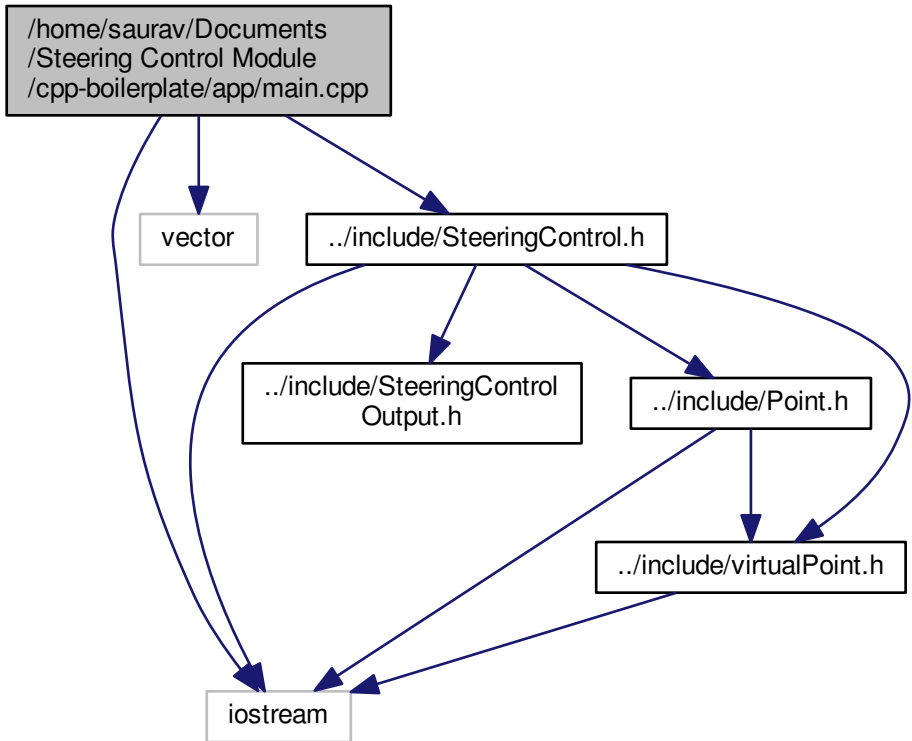 /home/saurav/Documents
/Steering Control Module
/cpp-boilerplate/app/main.cpp
vector
../include/SteeringControl.h
../include/SteeringControl
Output.h
../include/Point.h
../include/virtualPoint.h
iostream